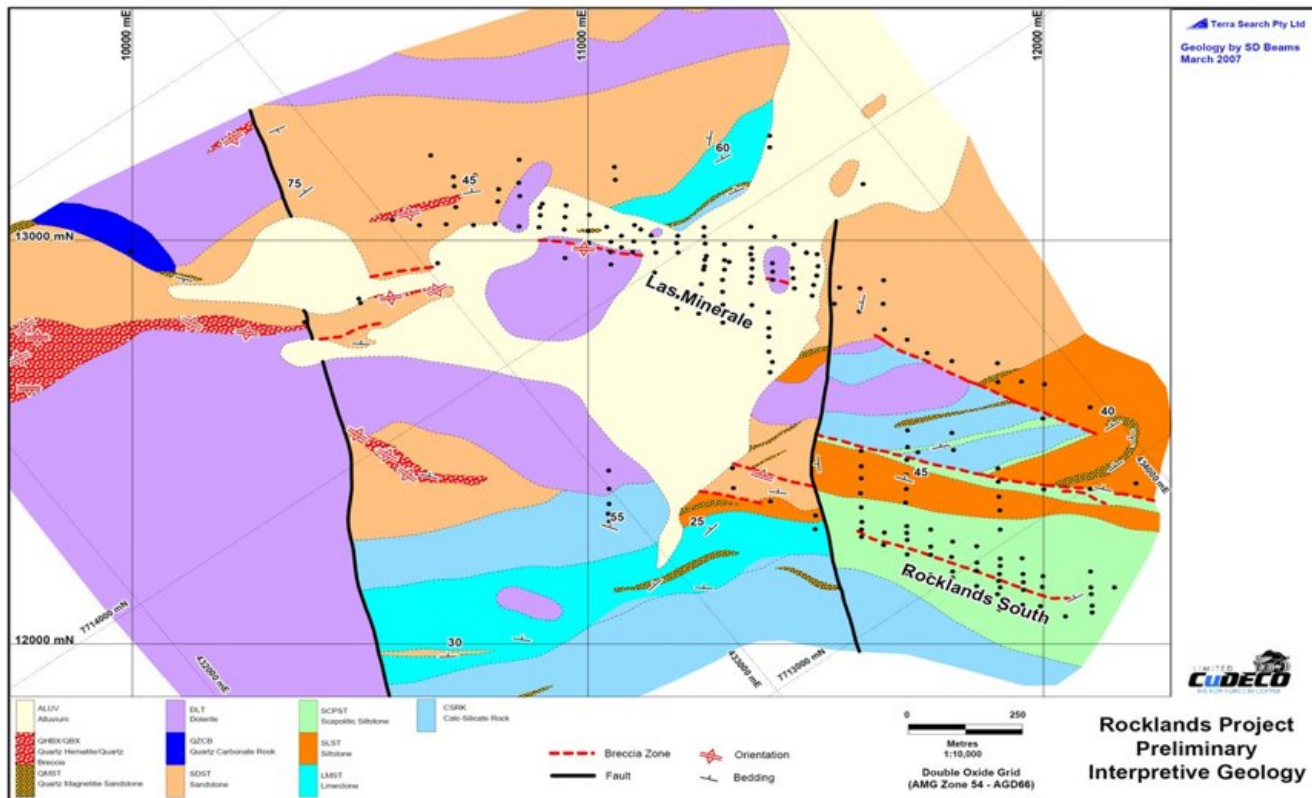 10000 mE
11000 mE
12000 mE
Terra Search Pty Ltd
Geology by SD Beams
March 2007
60
45
75
13000 mN
Las Minerale
40
45
434000 mE
55
25
Rocklands South
12000 mN
30
7714000 mN
432000 mE
433000 mE
7713000 mN
LIMITED
CuDECO
ALUV
Alluvium
DLT
Dolerite
SCPST
Scapolitic Siltstone
CSRK
Calc-Silicate Rock
QHBX/QBX
Quartz Hematite/Quartz
Breccia
QZCB
Quartz Carbonate Rock
SLST
Siltstone
QMST
Quartz Magnetite Sandstone
SDST
Sandstone
LMST
Limestone
Breccia Zone
Orientation
Fault
Bedding
0 250
Metres
1:10,000
Double Oxide Grid
(AMG Zone 54 - AGD66)
Rocklands Project
Preliminary
Interpretive Geology